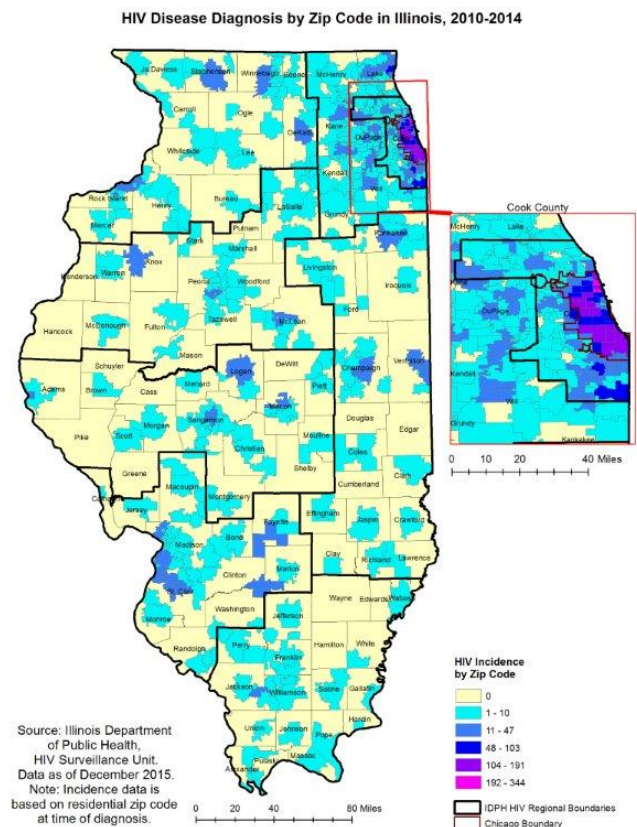 HIV Disease Diagnosis by Zip Code in Illinois, 2010-2014
Jo Daviess
Stephenson
Winnebago
Boone
McHenry
Lake
Carroll
Ogle
DeKalb
Kane
DuPage
Whiteside
Lee
Kendall
Will
Rock Island
Henry
Bureau
LaSalle
Grundy
Mercer
Putnam
Kankakee
Stark
Marshall
Knox
Henderson
Warren
Peoria
Woodford
Livingston
Iroquois
Ford
Hancock
McDonough
Fulton
Tazewell
McLean
Mason
Schuyler
Logan
DeWitt
Adams
Brown
Cass
Menard
Piatt
Champaign
Vermilion
Macon
Sangamon
Morgan
Scott
Pike
Douglas
Edgar
Moultrie
Christian
Coles
Shelby
Greene
Macoupin
Montgomery
Cumberland
Clark
Jersey
Fayette
Effingham
Jasper
Crawford
Madison
Bond
Clay
Richland
Lawrence
Clinton
Marion
St. Clair
Washington
Wayne
Edwards
Wabash
Monroe
Jefferson
Randolph
Perry
Hamilton
White
Franklin
Jackson
Williamson
Saline
Gallatin
Hardin
Union
Johnson
Pope
Alexander
Pulaski
Massac
Cook County
McHenry
Lake
Kane
DuPage
Kendall
Will
Grundy
Kankakee
0 20 40 Miles
HIV Incidence
by Zip Code
0
1 - 10
11 - 47
48 - 103
104 - 191
192 - 344
IDPH HIV Regional Boundaries
Chicago Boundary
Source: Illinois Department
of Public Health,
HIV Surveillance Unit.
Data as of December 2015.
Note: Incidence data is
based on residential zip code
at time of diagnosis.
0 20 40 80 Miles